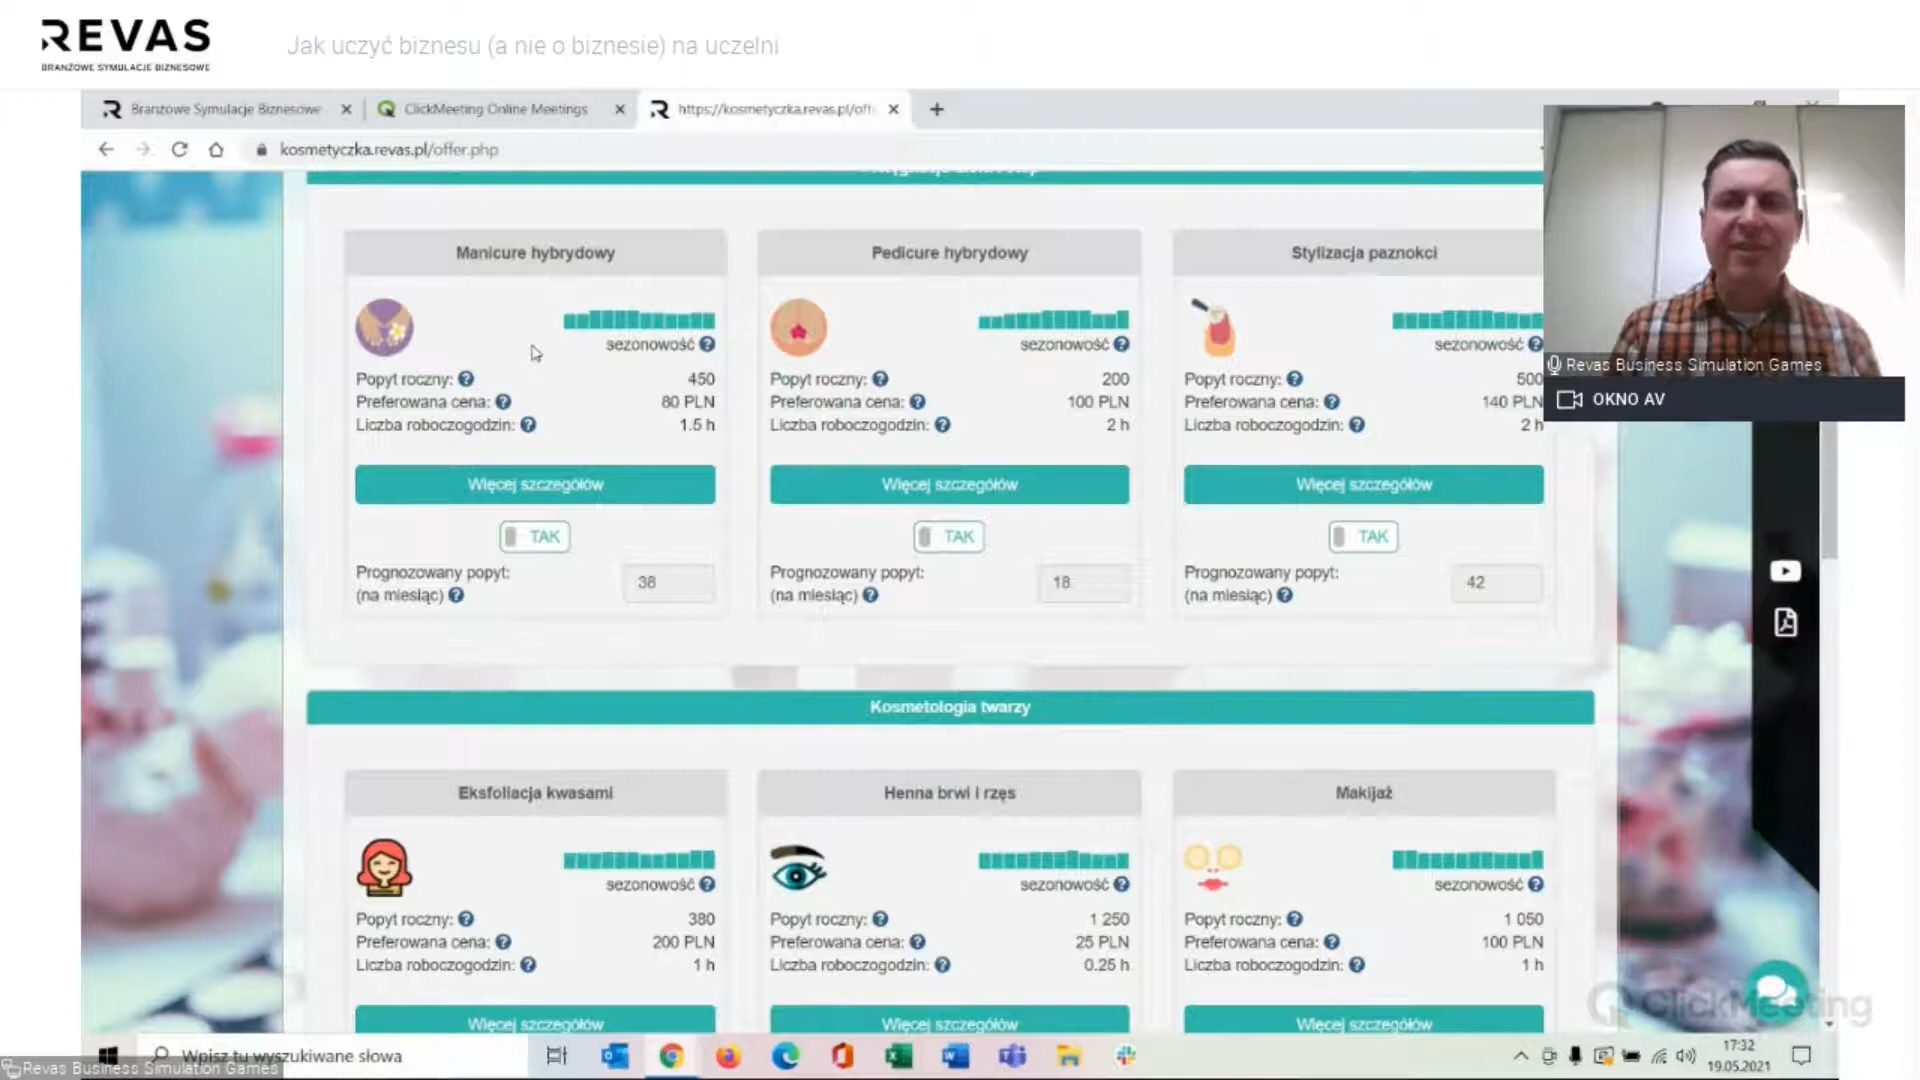 REVAS
BRANŻOWE SYMULACJE BIZNESOWE
Jak uczyć biznesu (a nie o biznesie) na uczelni
Branżowe Symulacje Biznesowe
ClickMeeting Online Meetings
https://kosmetyczka.revas.pl/off
kosmetyczka.revas.pl/offer.php
Manicure hybrydowy
Pedicure hybrydowy
Stylizacja paznokci
sezonowość
sezonowość
sezonowość
Popyt roczny: 450
Preferowana cena: 80 PLN
Liczba roboczogodzin: 1.5 h
Popyt roczny: 200
Preferowana cena: 100 PLN
Liczba roboczogodzin: 2 h
Popyt roczny: 500
Preferowana cena: 140 PLN
Liczba roboczogodzin: 2 h
Więcej szczegółów
Więcej szczegółów
Więcej szczegółów
TAK
TAK
TAK
Prognozowany popyt:
(na miesiąc) 38
Prognozowany popyt:
(na miesiąc) 18
Prognozowany popyt:
(na miesiąc) 42
Revas Business Simulation Games
OKNO AV
Kosmetologia twarzy
Eksfoliacja kwasami
Henna brwi i rzęs
Makijaż
sezonowość
sezonowość
sezonowość
Popyt roczny: 380
Preferowana cena: 200 PLN
Liczba roboczogodzin: 1 h
Popyt roczny: 1 250
Preferowana cena: 25 PLN
Liczba roboczogodzin: 0.25 h
Popyt roczny: 1 050
Preferowana cena: 100 PLN
Liczba roboczogodzin: 1 h
Więcej szczegółów
Więcej szczegółów
Więcej szczegółów
ClickMeeting
Wpisz tu wyszukiwane słowa
17:32
19.05.2021
Revas Business Simulation Games